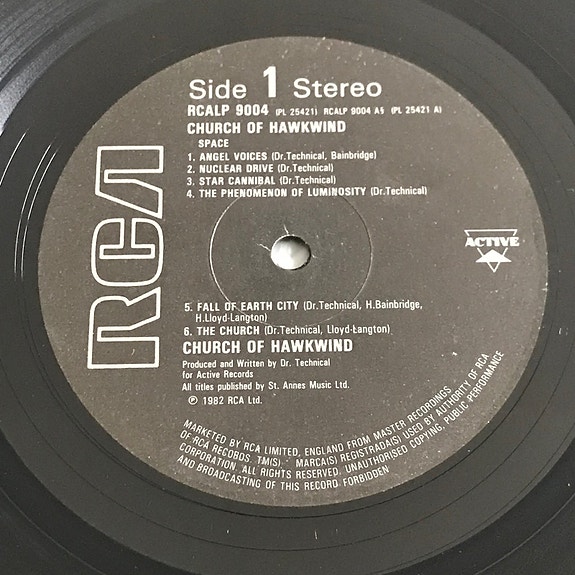 Side 1 Stereo
RCALP 9004 (PL 25421) RCALP 9004 A§ (PL 25421 A)
CHURCH OF HAWKWIND
SPACE
1. ANGEL VOICES (Dr.Technical, Bainbridge)
2. NUCLEAR DRIVE (Dr.Technical)
3. STAR CANNIBAL (Dr.Technical)
4. THE PHENOMENON OF LUMINOSITY (Dr.Technical)
RCA
ACTIVE
5. FALL OF EARTH CITY (Dr.Technical, H.Bainbridge,
H.Lloyd-Langton)
6. THE CHURCH (Dr.Technical, Lloyd-Langton)
CHURCH OF HAWKWIND
Produced and Written by Dr. Technical
for Active Records
All titles published by St. Annes Music Ltd.
℗ 1982 RCA Ltd.
MARKETED BY RCA LIMITED, ENGLAND FROM MASTER RECORDINGS
OF RCA RECORDS. TM(S) ' MARCA(S) REGISTRADA(S) USED BY AUTHORITY OF RCA
CORPORATION. ALL RIGHTS RESERVED. UNAUTHORISED COPYING, PUBLIC PERFORMANCE
AND BROADCASTING OF THIS RECORD FORBIDDEN